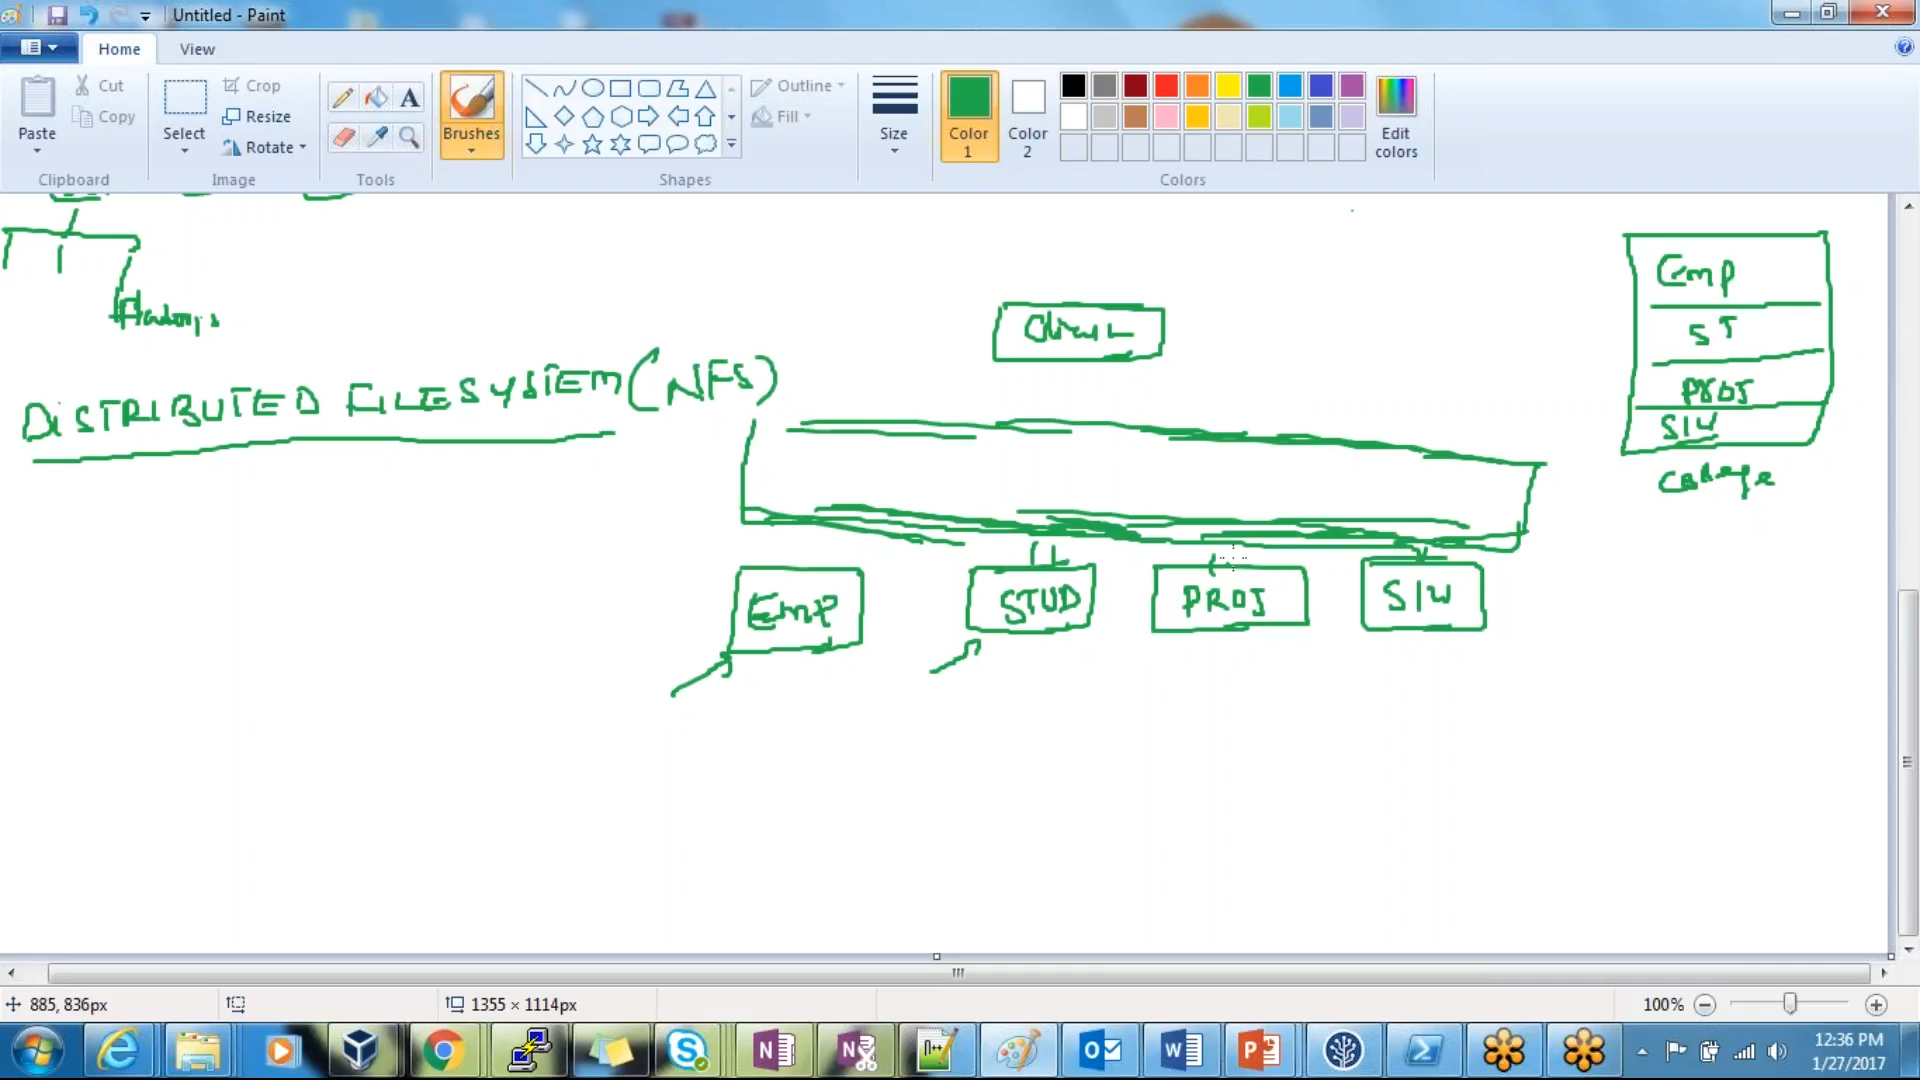 Untitled - Paint
Home
View
Paste
Cut
Copy
Clipboard
Select
Crop
Resize
Rotate
Image
Tools
Brushes
Shapes
Outline
Fill
Size
Color 1
Color 2
Edit colors
Colors
Emp
ST
PROJ
S/W
DISTRIBUTED FILESYSTEM (NFS)
Emp
STUD
PROJ
S/W
885, 836px
1355 × 1114px
100%
12:36 PM
1/27/2017